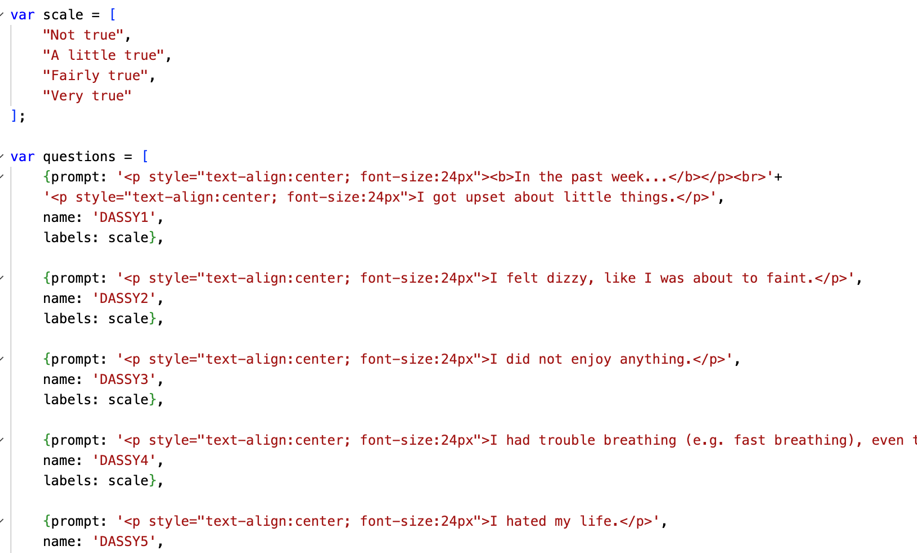 var scale = [
"Not true",
"A little true",
"Fairly true",
"Very true"
];
var questions = [
{prompt: '<p style="text-align:center; font-size:24px"><b>In the past week...</b></p><br>'+
'<p style="text-align:center; font-size:24px">I got upset about little things.</p>',
name: 'DASSY1',
labels: scale},
{prompt: '<p style="text-align:center; font-size:24px">I felt dizzy, like I was about to faint.</p>',
name: 'DASSY2',
labels: scale},
{prompt: '<p style="text-align:center; font-size:24px">I did not enjoy anything.</p>',
name: 'DASSY3',
labels: scale},
{prompt: '<p style="text-align:center; font-size:24px">I had trouble breathing (e.g. fast breathing), even
name: 'DASSY4',
labels: scale},
{prompt: '<p style="text-align:center; font-size:24px">I hated my life.</p>',
name: 'DASSY5',